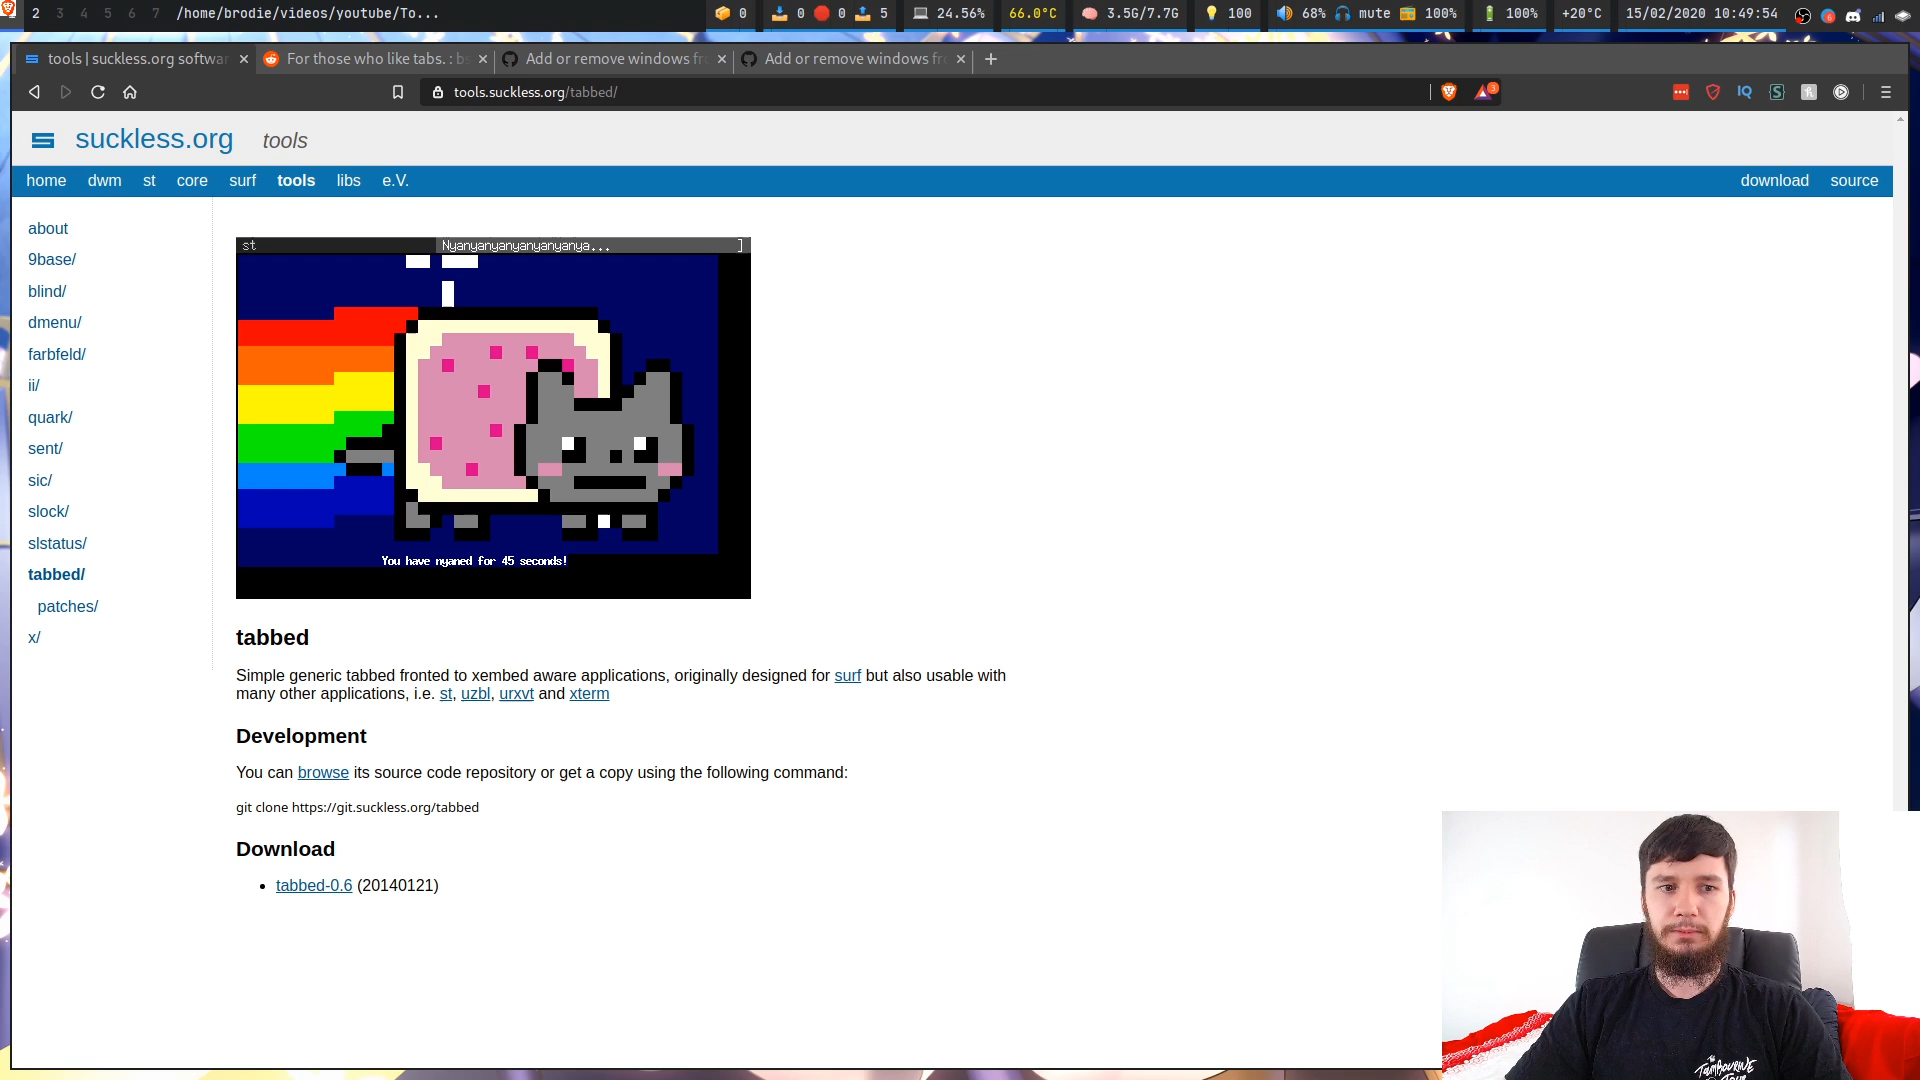 2 3 4 5 6 7 /home/brodie/videos/youtube/To... 0 0 0 5 24.56% 66.0°C 3.5G/7.7G 100 68% mute 100% 100% +20°C 15/02/2020 10:49:54
tools | suckless.org softwar For those who like tabs. : bs Add or remove windows fr Add or remove windows fr
tools.suckless.org/tabbed/ 3 IQ
suckless.org tools
home dwm st core surf tools libs e.V. download source
about
9base/
blind/
dmenu/
farbfeld/
ii/
quark/
sent/
sic/
slock/
slstatus/
tabbed/
patches/
x/
st Nyanyanyanyanyanyanya... ]
You have nyaned for 45 seconds!
tabbed
Simple generic tabbed fronted to xembed aware applications, originally designed for surf but also usable with
many other applications, i.e. st, uzbl, urxvt and xterm
Development
You can browse its source code repository or get a copy using the following command:
git clone https://git.suckless.org/tabbed
Download
• tabbed-0.6 (20140121)
THE
TAMBOURINE